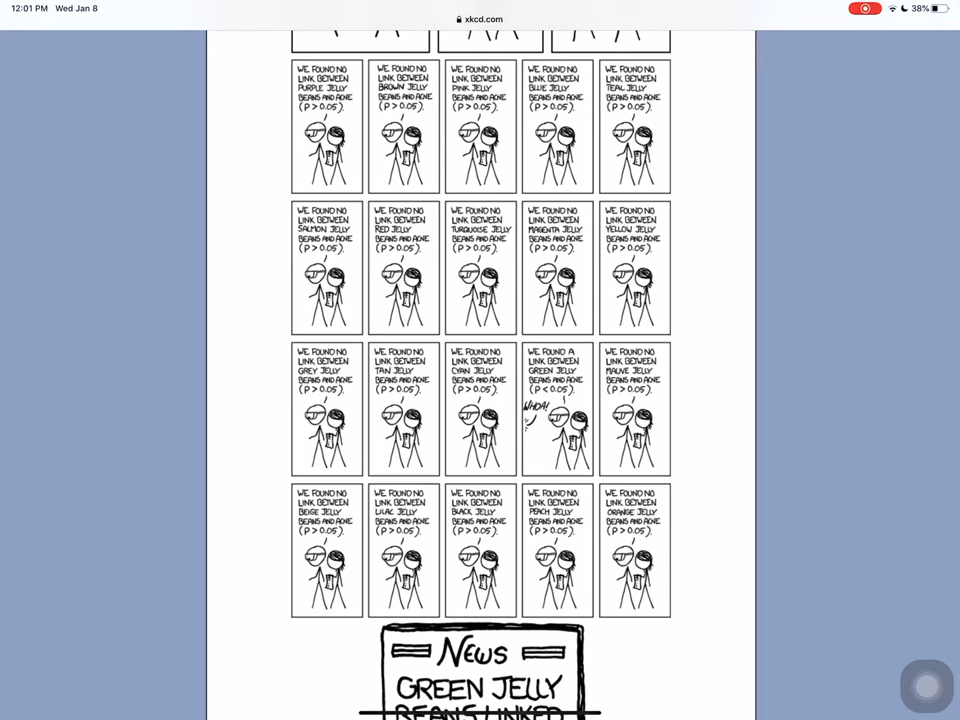 12:01 PM Wed Jan 8
38%
xkcd.com
WE FOUND NO
LINK BETWEEN
PURPLE JELLY
BEANS AND ACNE
(P > 0.05).
WE FOUND NO
LINK BETWEEN
BROWN JELLY
BEANS AND ACNE
(P > 0.05).
WE FOUND NO
LINK BETWEEN
PINK JELLY
BEANS AND ACNE
(P > 0.05).
WE FOUND NO
LINK BETWEEN
BLUE JELLY
BEANS AND ACNE
(P > 0.05).
WE FOUND NO
LINK BETWEEN
TEAL JELLY
BEANS AND ACNE
(P > 0.05).
WE FOUND NO
LINK BETWEEN
SALMON JELLY
BEANS AND ACNE
(P > 0.05).
WE FOUND NO
LINK BETWEEN
RED JELLY
BEANS AND ACNE
(P > 0.05).
WE FOUND NO
LINK BETWEEN
TURQUOISE JELLY
BEANS AND ACNE
(P > 0.05).
WE FOUND NO
LINK BETWEEN
MAGENTA JELLY
BEANS AND ACNE
(P > 0.05).
WE FOUND NO
LINK BETWEEN
YELLOW JELLY
BEANS AND ACNE
(P > 0.05).
WE FOUND NO
LINK BETWEEN
GREY JELLY
BEANS AND ACNE
(P > 0.05).
WE FOUND NO
LINK BETWEEN
TAN JELLY
BEANS AND ACNE
(P > 0.05).
WE FOUND NO
LINK BETWEEN
CYAN JELLY
BEANS AND ACNE
(P > 0.05).
WE FOUND A
LINK BETWEEN
GREEN JELLY
BEANS AND ACNE
(P < 0.05).
WHOA!
WE FOUND NO
LINK BETWEEN
MAUVE JELLY
BEANS AND ACNE
(P > 0.05).
WE FOUND NO
LINK BETWEEN
BEIGE JELLY
BEANS AND ACNE
(P > 0.05).
WE FOUND NO
LINK BETWEEN
LILAC JELLY
BEANS AND ACNE
(P > 0.05).
WE FOUND NO
LINK BETWEEN
BLACK JELLY
BEANS AND ACNE
(P > 0.05).
WE FOUND NO
LINK BETWEEN
PEACH JELLY
BEANS AND ACNE
(P > 0.05).
WE FOUND NO
LINK BETWEEN
ORANGE JELLY
BEANS AND ACNE
(P > 0.05).
NEWS
GREEN JELLY
BEANS LINKED